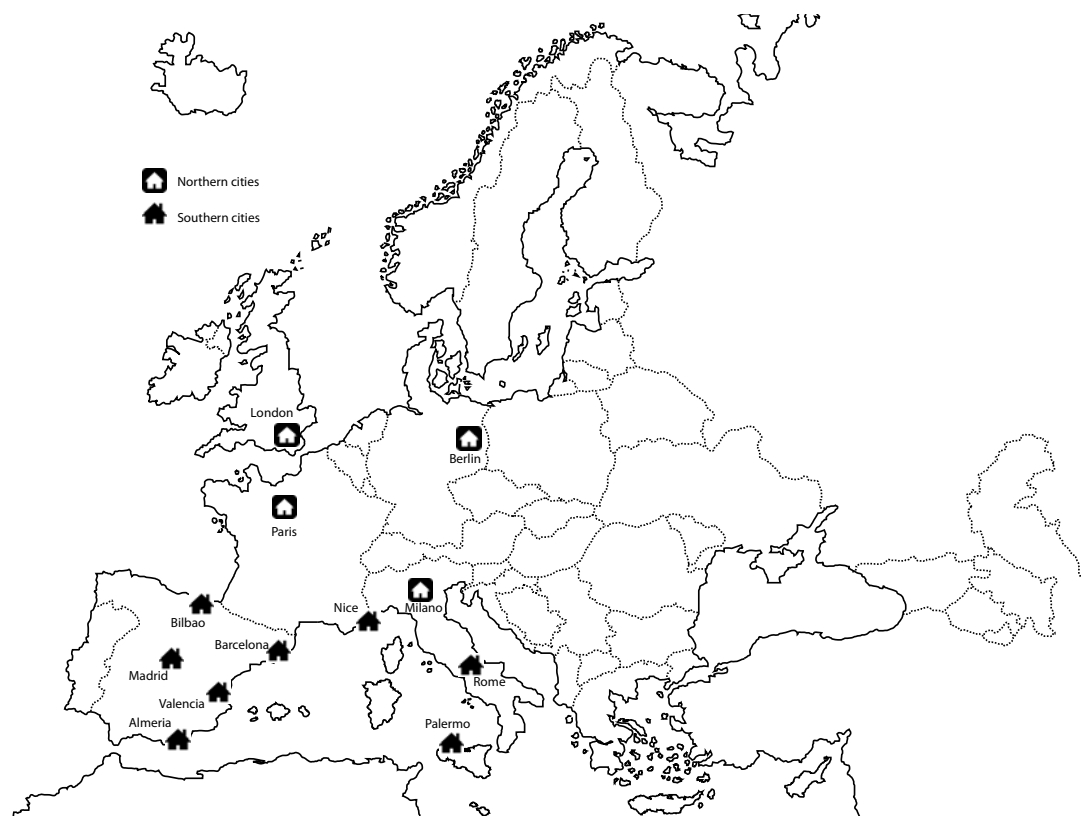 Northern cities
Southern cities
London
Berlin
Paris
Milano
Nice
Bilbao
Barcelona
Madrid
Rome
Valencia
Almeria
Palermo